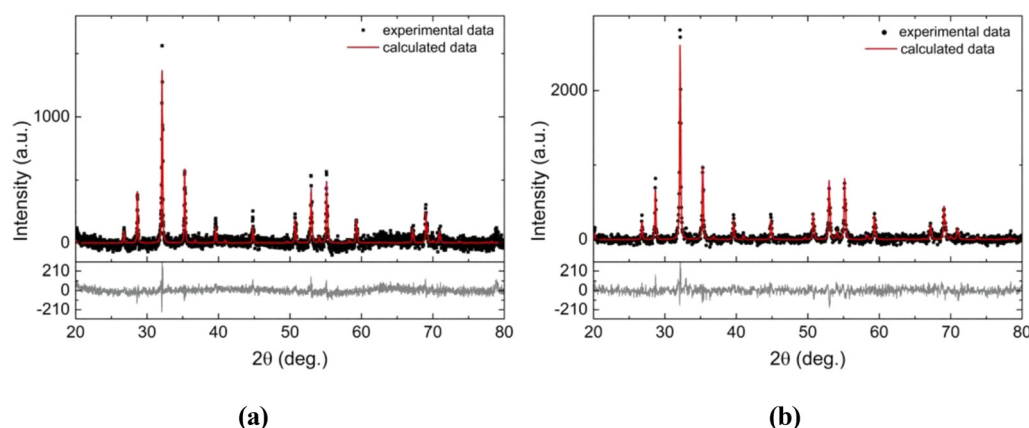 experimental data
calculated data
Intensity (a.u.)
1000
0
210
0
-210
20 30 40 50 60 70 80
2θ (deg.)
(a)
experimental data
calculated data
Intensity (a.u.)
2000
0
210
0
-210
20 30 40 50 60 70 80
2θ (deg.)
(b)